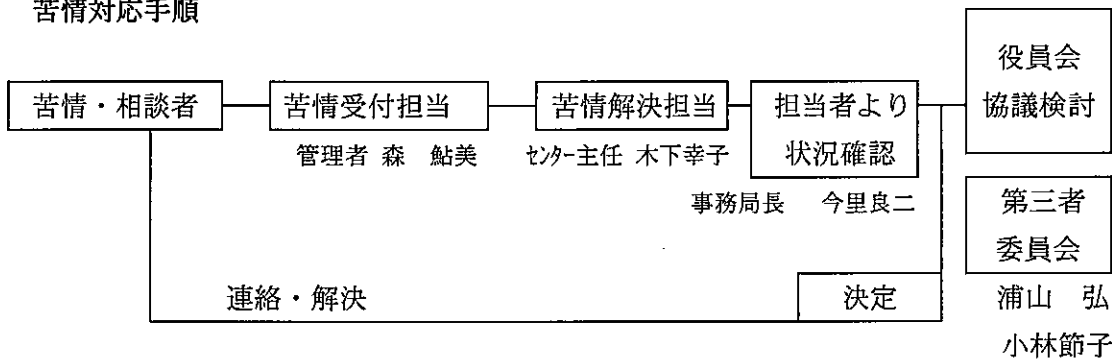 苦情対応手順
役員会
協議検討
苦情・相談者
苦情受付担当
苦情解決担当
担当者より
状況確認
管理者 森 鮎美
センター主任 木下幸子
事務局長 今里良二
第三者
委員会
連絡・解決
決定
浦山 弘
小林節子